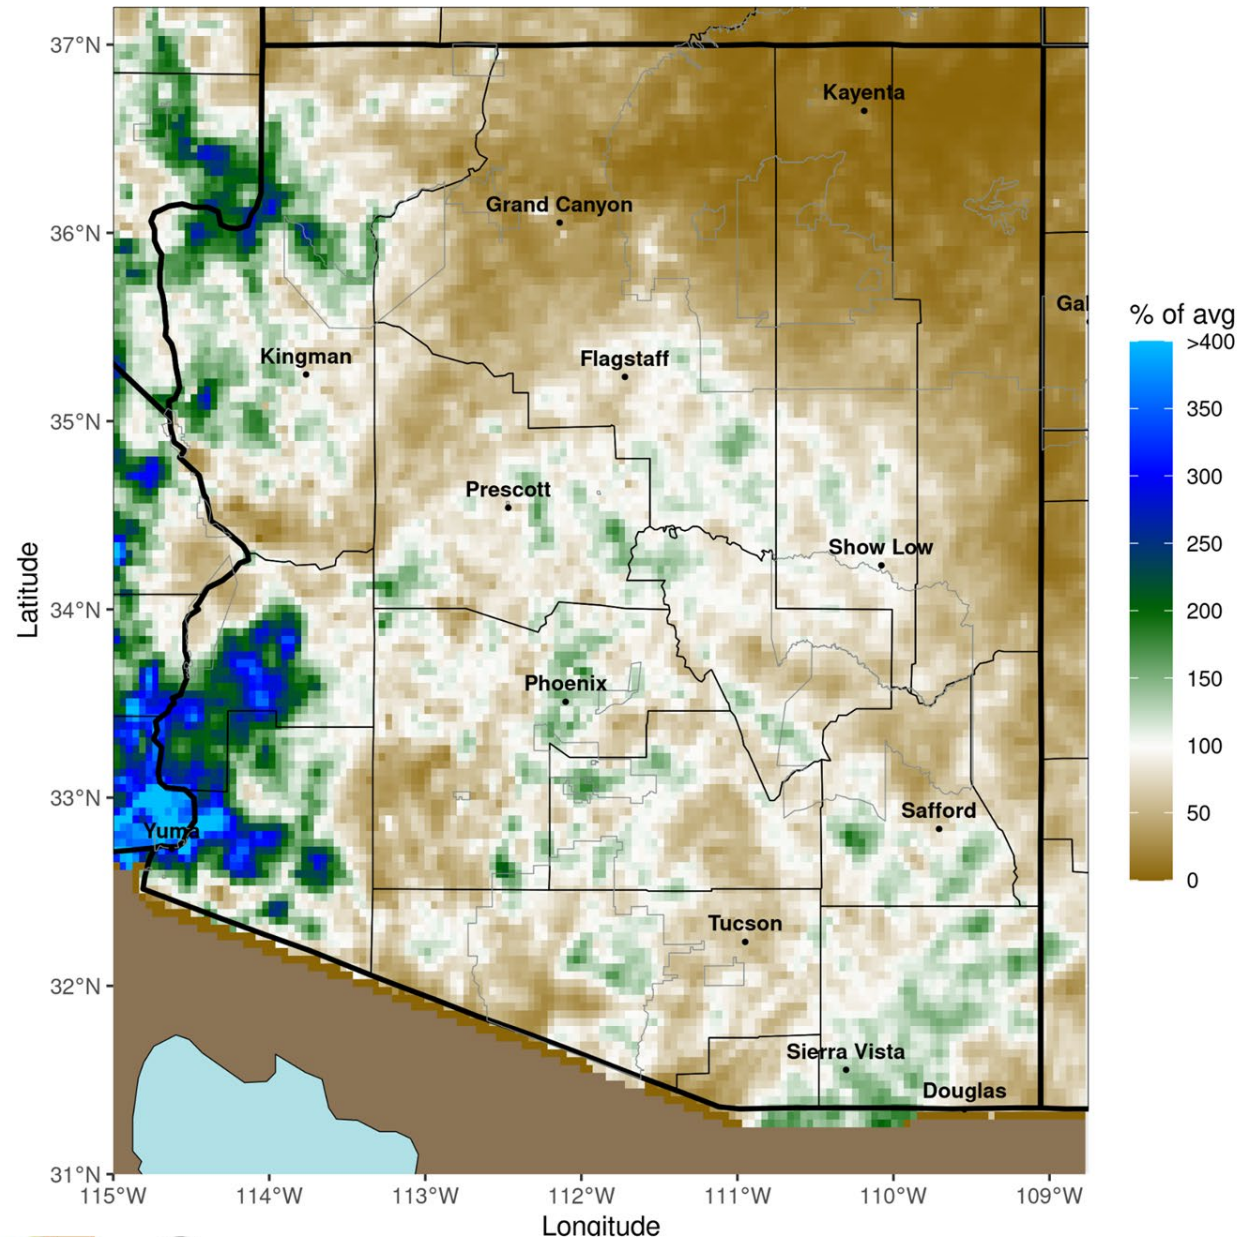 37°N
Kayenta
Grand Canyon
36°N
% of avg
>400
Kingman
Flagstaff
350
35°N
300
Prescott
250
Show Low
34°N
200
Phoenix
150
100
33°N
Yuma
Safford
50
0
Tucson
32°N
Sierra Vista
Douglas
31°N
115°W
114°W
113°W
112°W
111°W
110°W
109°W
Latitude
Longitude
Gal